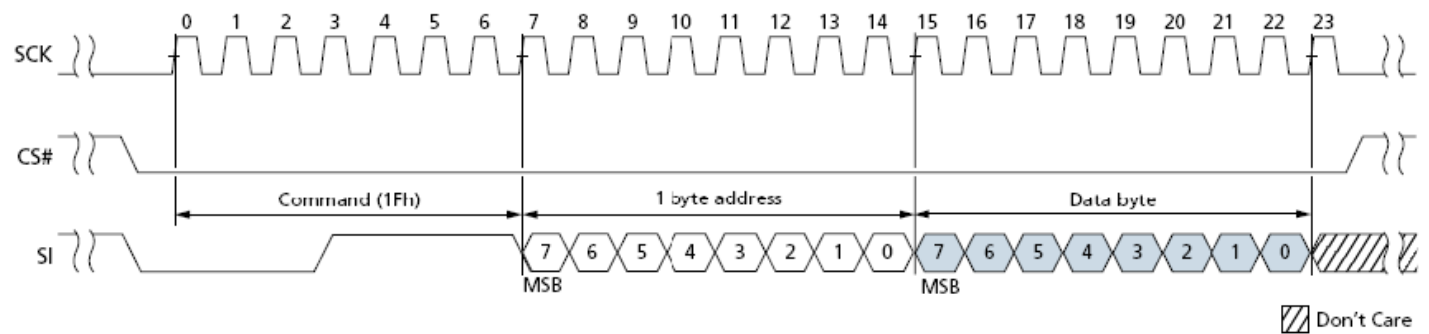 0 1 2 3 4 5 6 7 8 9 10 11 12 13 14 15 16 17 18 19 20 21 22 23
SCK
CS#
Command (1Fh) 1 byte address Data byte
SI 7 6 5 4 3 2 1 0 7 6 5 4 3 2 1 0
MSB MSB
Don't Care